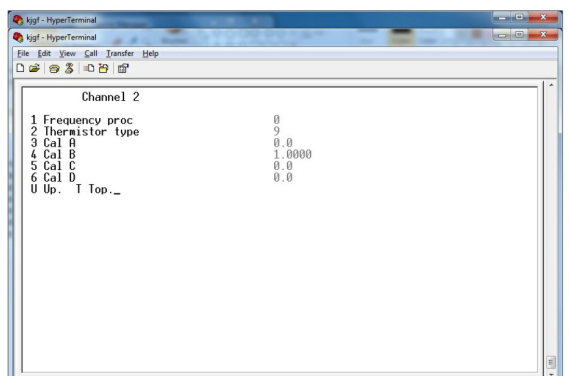 kjgf - HyperTerminal
kjgf - HyperTerminal
File Edit View Call Transfer Help
Channel 2
1 Frequency proc 0
2 Thermistor type 9
3 Cal A 0.0
4 Cal B 1.0000
5 Cal C 0.0
6 Cal D 0.0
U Up. T Top._